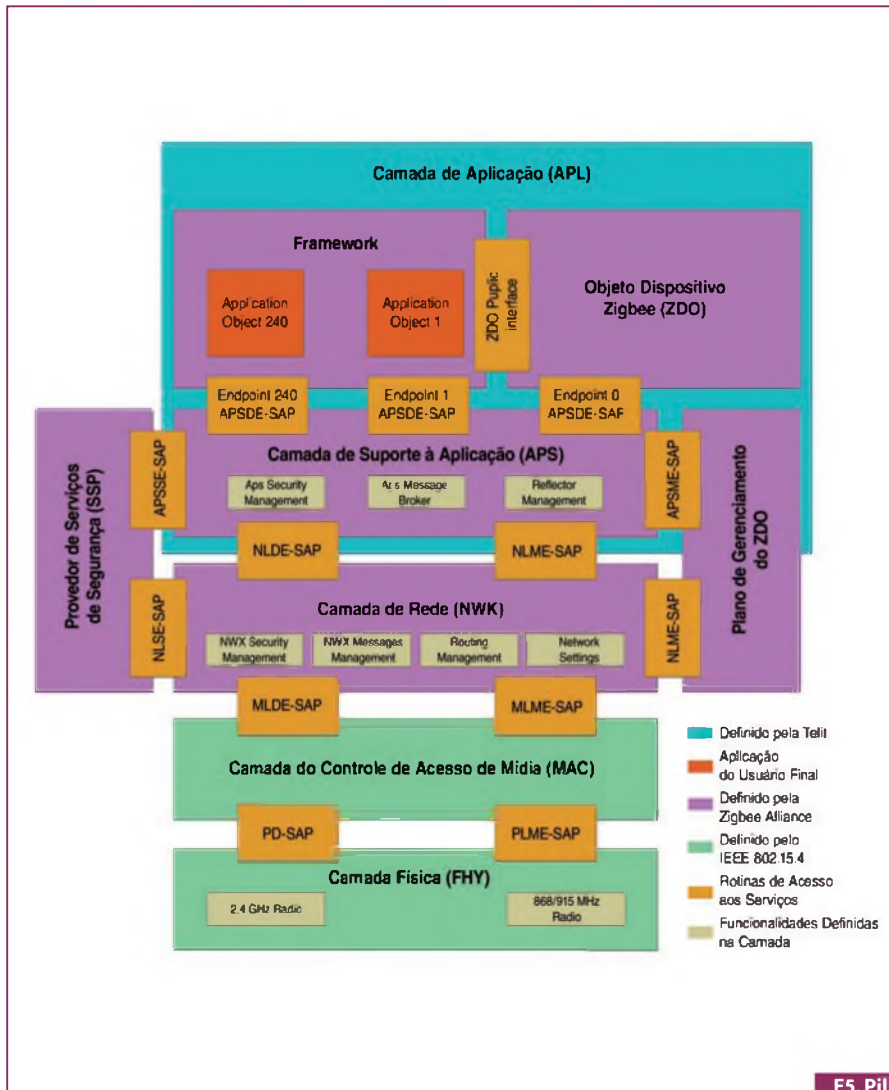 Camada de Aplicação (APL)
Framework
Application
Object 240
Application
Object 1
ZDO Puplic
interface
Objeto Dispositivo
Zigbee (ZDO)
Endpoint 240
APSDE-SAP
Endpoint 1
APSDE-SAP
Endpoint 0
APSDE-SAF
Provedor de Serviços
de Segurança (SSP)
APSSE-SAP
Camada de Suporte à Aplicação (APS)
Aps Security
Management
Message
Broker
Reflector
Management
APSME-SAP
Plano de Gerenciamento
do ZDO
NLDE-SAP
NLME-SAP
NLSE-SAP
Camada de Rede (NWK)
NWX Security
Management
NWX Messages
Management
Routing
Management
Network
Settings
NLME-SAP
MLDE-SAP
MLME-SAP
Camada do Controle de Acesso de Mídia (MAC)
PD-SAP
PLME-SAP
Camada Física (FHY)
2.4 GHz Radio
868/915 MHz
Radio
Definido pela Telit
Aplicação
do Usuário Final
Definido pela
Zigbee Alliance
Definido pelo
IEEE 802.15.4
Rotinas de Acesso
aos Serviços
Funcionalidades Definidas
na Camada
F5. Pil